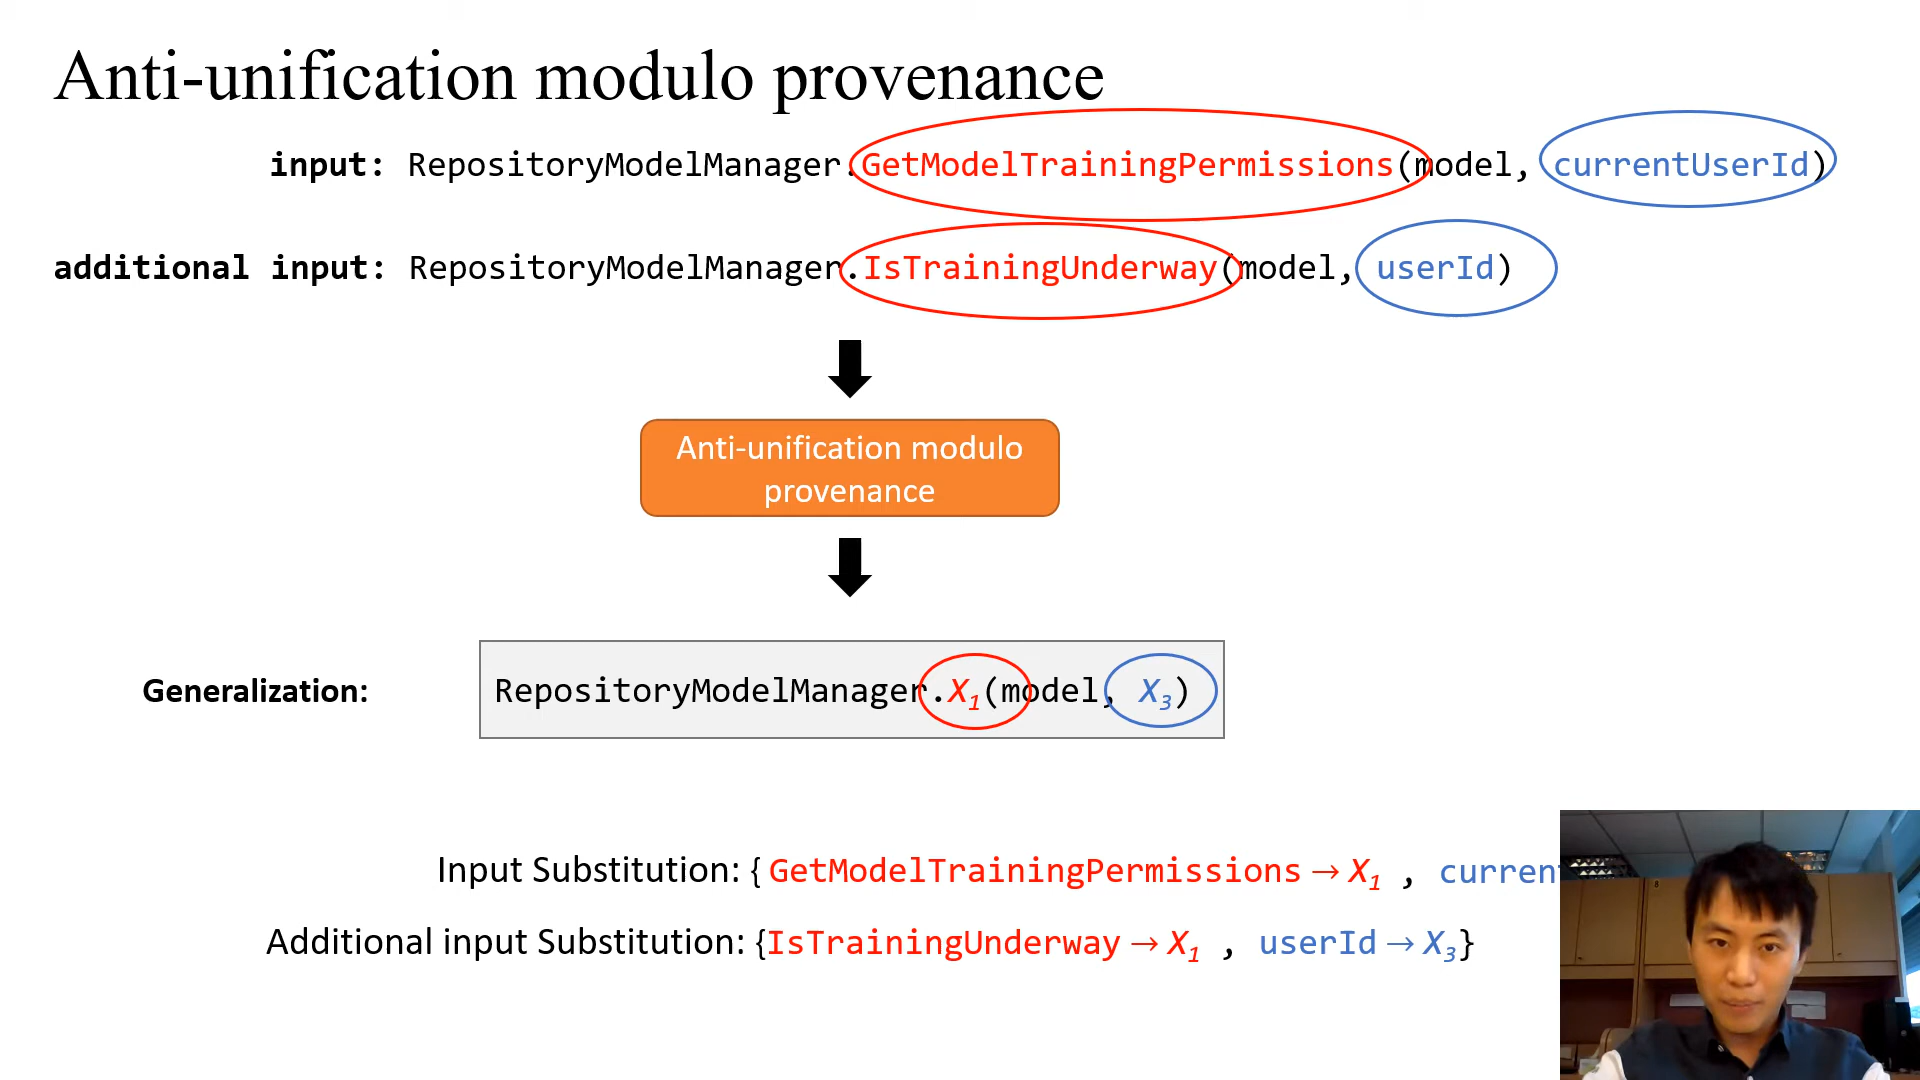 Anti-unification modulo provenance
input: RepositoryModelManager.GetModelTrainingPermissions(model, currentUserId)
additional input: RepositoryModelManager.IsTrainingUnderway(model, userId)
Anti-unification modulo
provenance
Generalization: RepositoryModelManager.X₁(model, X₃)
Input Substitution: { GetModelTrainingPermissions → X₁ , current
Additional input Substitution: {IsTrainingUnderway → X₁ , userId → X₃}